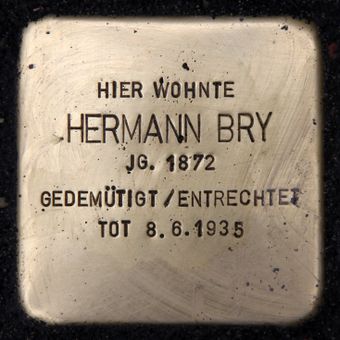 HIER WOHNTE
HERMANN BRY
JG. 1872
GEDEMÜTIGT / ENTRECHTET
TOT 8.6.1935